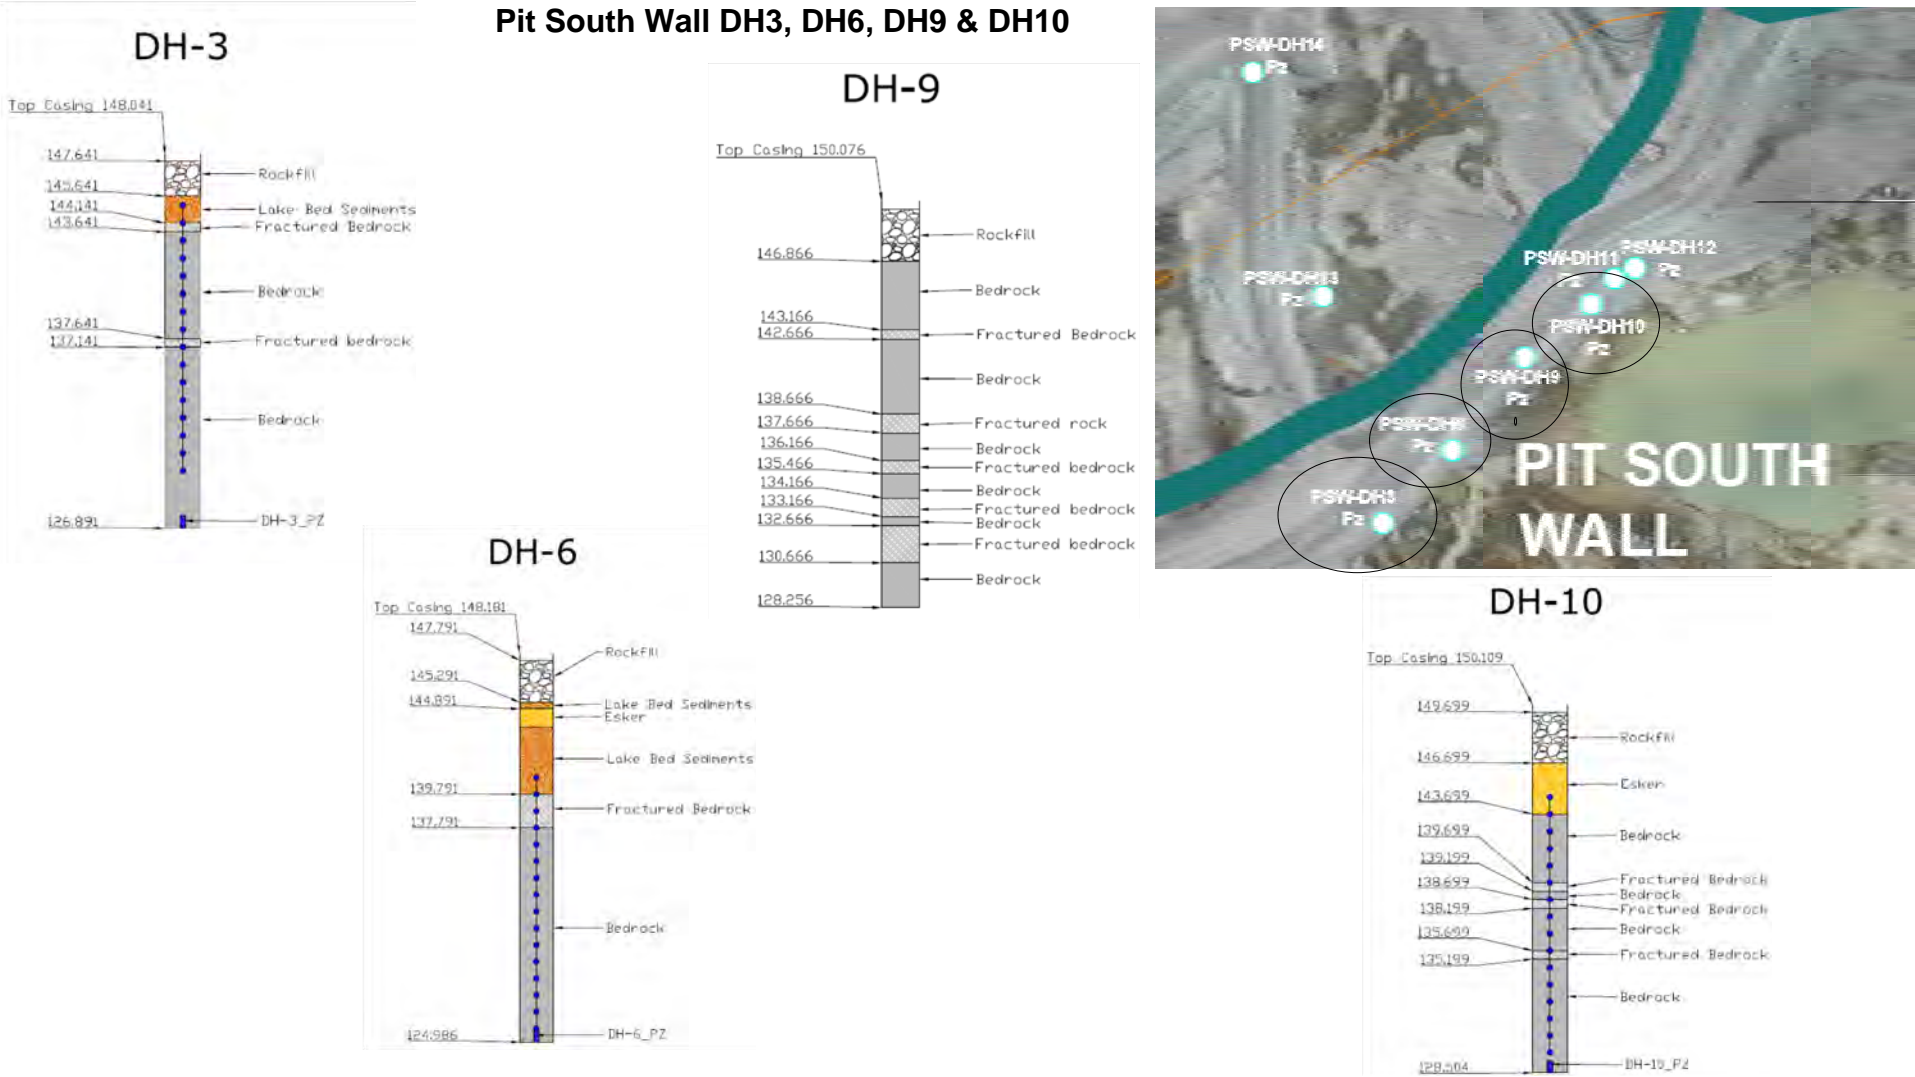 Pit South Wall DH3, DH6, DH9 & DH10
DH-3
Top Casing 148.041
147.641
Rockfill
145.641
Lake Bed Sediments
144.141
Fractured Bedrock
143.641
Bedrock
137.641
Fractured bedrock
137.141
Bedrock
126.891
DH-3_PZ
DH-6
Top Casing 148.181
147.791
Rockfill
145.291
Lake Bed Sediments
144.891
Esker
Lake Bed Sediments
139.791
Fractured Bedrock
137.791
Bedrock
124.986
DH-6_PZ
DH-9
Top Casing 150.076
Rockfill
146.866
Bedrock
143.166
Fractured Bedrock
142.666
Bedrock
138.666
Fractured rock
137.666
Bedrock
136.166
Fractured bedrock
135.466
Bedrock
134.166
Fractured bedrock
133.166
Bedrock
132.666
Fractured bedrock
130.666
Bedrock
128.256
PSW-DH14
Pz
PSW-DH13
Pz
PSW-DH12
Pz
PSW-DH11
Pz
PSW-DH10
Pz
PSW-DH9
Pz
Pz
PSW-DH3
Pz
PIT SOUTH
WALL
DH-10
Top Casing 150.109
149.699
Rockfill
146.699
Esker
143.699
Bedrock
139.699
Fractured Bedrock
139.199
Bedrock
138.699
Fractured Bedrock
138.199
Bedrock
135.699
Fractured Bedrock
135.199
Bedrock
128.504
DH-10_PZ